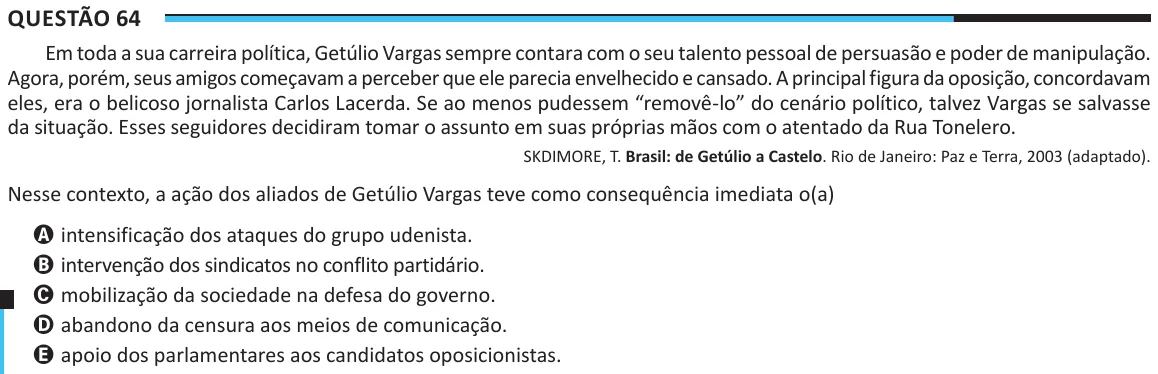 QUESTÃO 64
Em toda a sua carreira política, Getúlio Vargas sempre contara com o seu talento pessoal de persuasão e poder de manipulação.
Agora, porém, seus amigos começavam a perceber que ele parecia envelhecido e cansado. A principal figura da oposição, concordavam
eles, era o belicoso jornalista Carlos Lacerda. Se ao menos pudessem “removê-lo” do cenário político, talvez Vargas se salvasse
da situação. Esses seguidores decidiram tomar o assunto em suas próprias mãos com o atentado da Rua Tonelero.
SKDIMORE, T. Brasil: de Getúlio a Castelo. Rio de Janeiro: Paz e Terra, 2003 (adaptado).
Nesse contexto, a ação dos aliados de Getúlio Vargas teve como consequência imediata o(a)
A intensificação dos ataques do grupo udenista.
B intervenção dos sindicatos no conflito partidário.
C mobilização da sociedade na defesa do governo.
D abandono da censura aos meios de comunicação.
E apoio dos parlamentares aos candidatos oposicionistas.